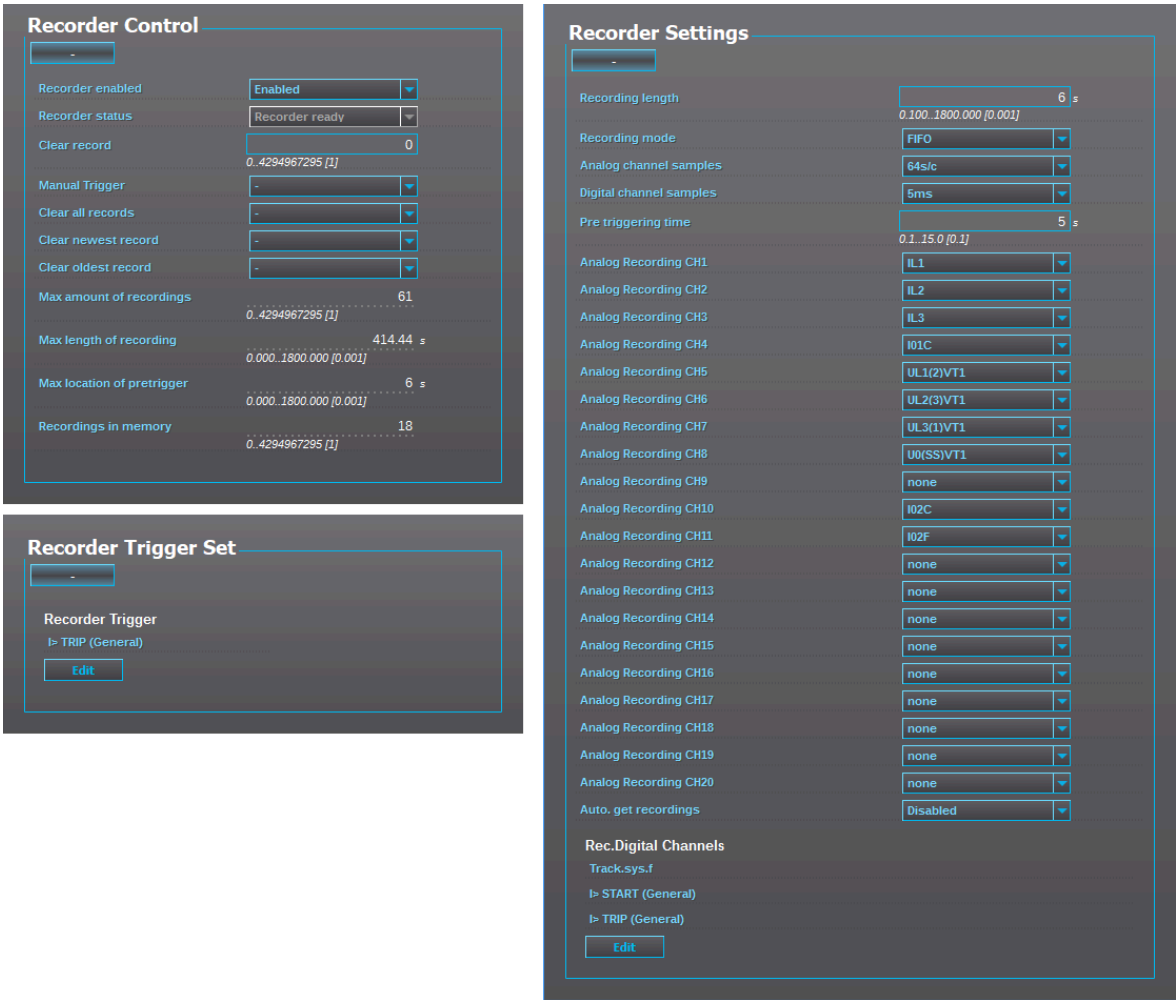 Recorder Control
-
Recorder enabled Enabled
Recorder status Recorder ready
Clear record 0
0..4294967295 [1]
Manual Trigger -
Clear all records -
Clear newest record -
Clear oldest record -
Max amount of recordings 61
0..4294967295 [1]
Max length of recording 414.44 s
0.000..1800.000 [0.001]
Max location of pretrigger 6 s
0.000..1800.000 [0.001]
Recordings in memory 18
0..4294967295 [1]
Recorder Trigger Set
-
Recorder Trigger
I> TRIP (General)
Edit
Recorder Settings
-
Recording length 6 s
0.100..1800.000 [0.001]
Recording mode FIFO
Analog channel samples 64s/c
Digital channel samples 5ms
Pre triggering time 5 s
0.1..15.0 [0.1]
Analog Recording CH1 IL1
Analog Recording CH2 IL2
Analog Recording CH3 IL3
Analog Recording CH4 I01C
Analog Recording CH5 UL1(2)VT1
Analog Recording CH6 UL2(3)VT1
Analog Recording CH7 UL3(1)VT1
Analog Recording CH8 U0(SS)VT1
Analog Recording CH9 none
Analog Recording CH10 I02C
Analog Recording CH11 I02F
Analog Recording CH12 none
Analog Recording CH13 none
Analog Recording CH14 none
Analog Recording CH15 none
Analog Recording CH16 none
Analog Recording CH17 none
Analog Recording CH18 none
Analog Recording CH19 none
Analog Recording CH20 none
Auto. get recordings Disabled
Rec.Digital Channels
Track.sys.f
I> START (General)
I> TRIP (General)
Edit